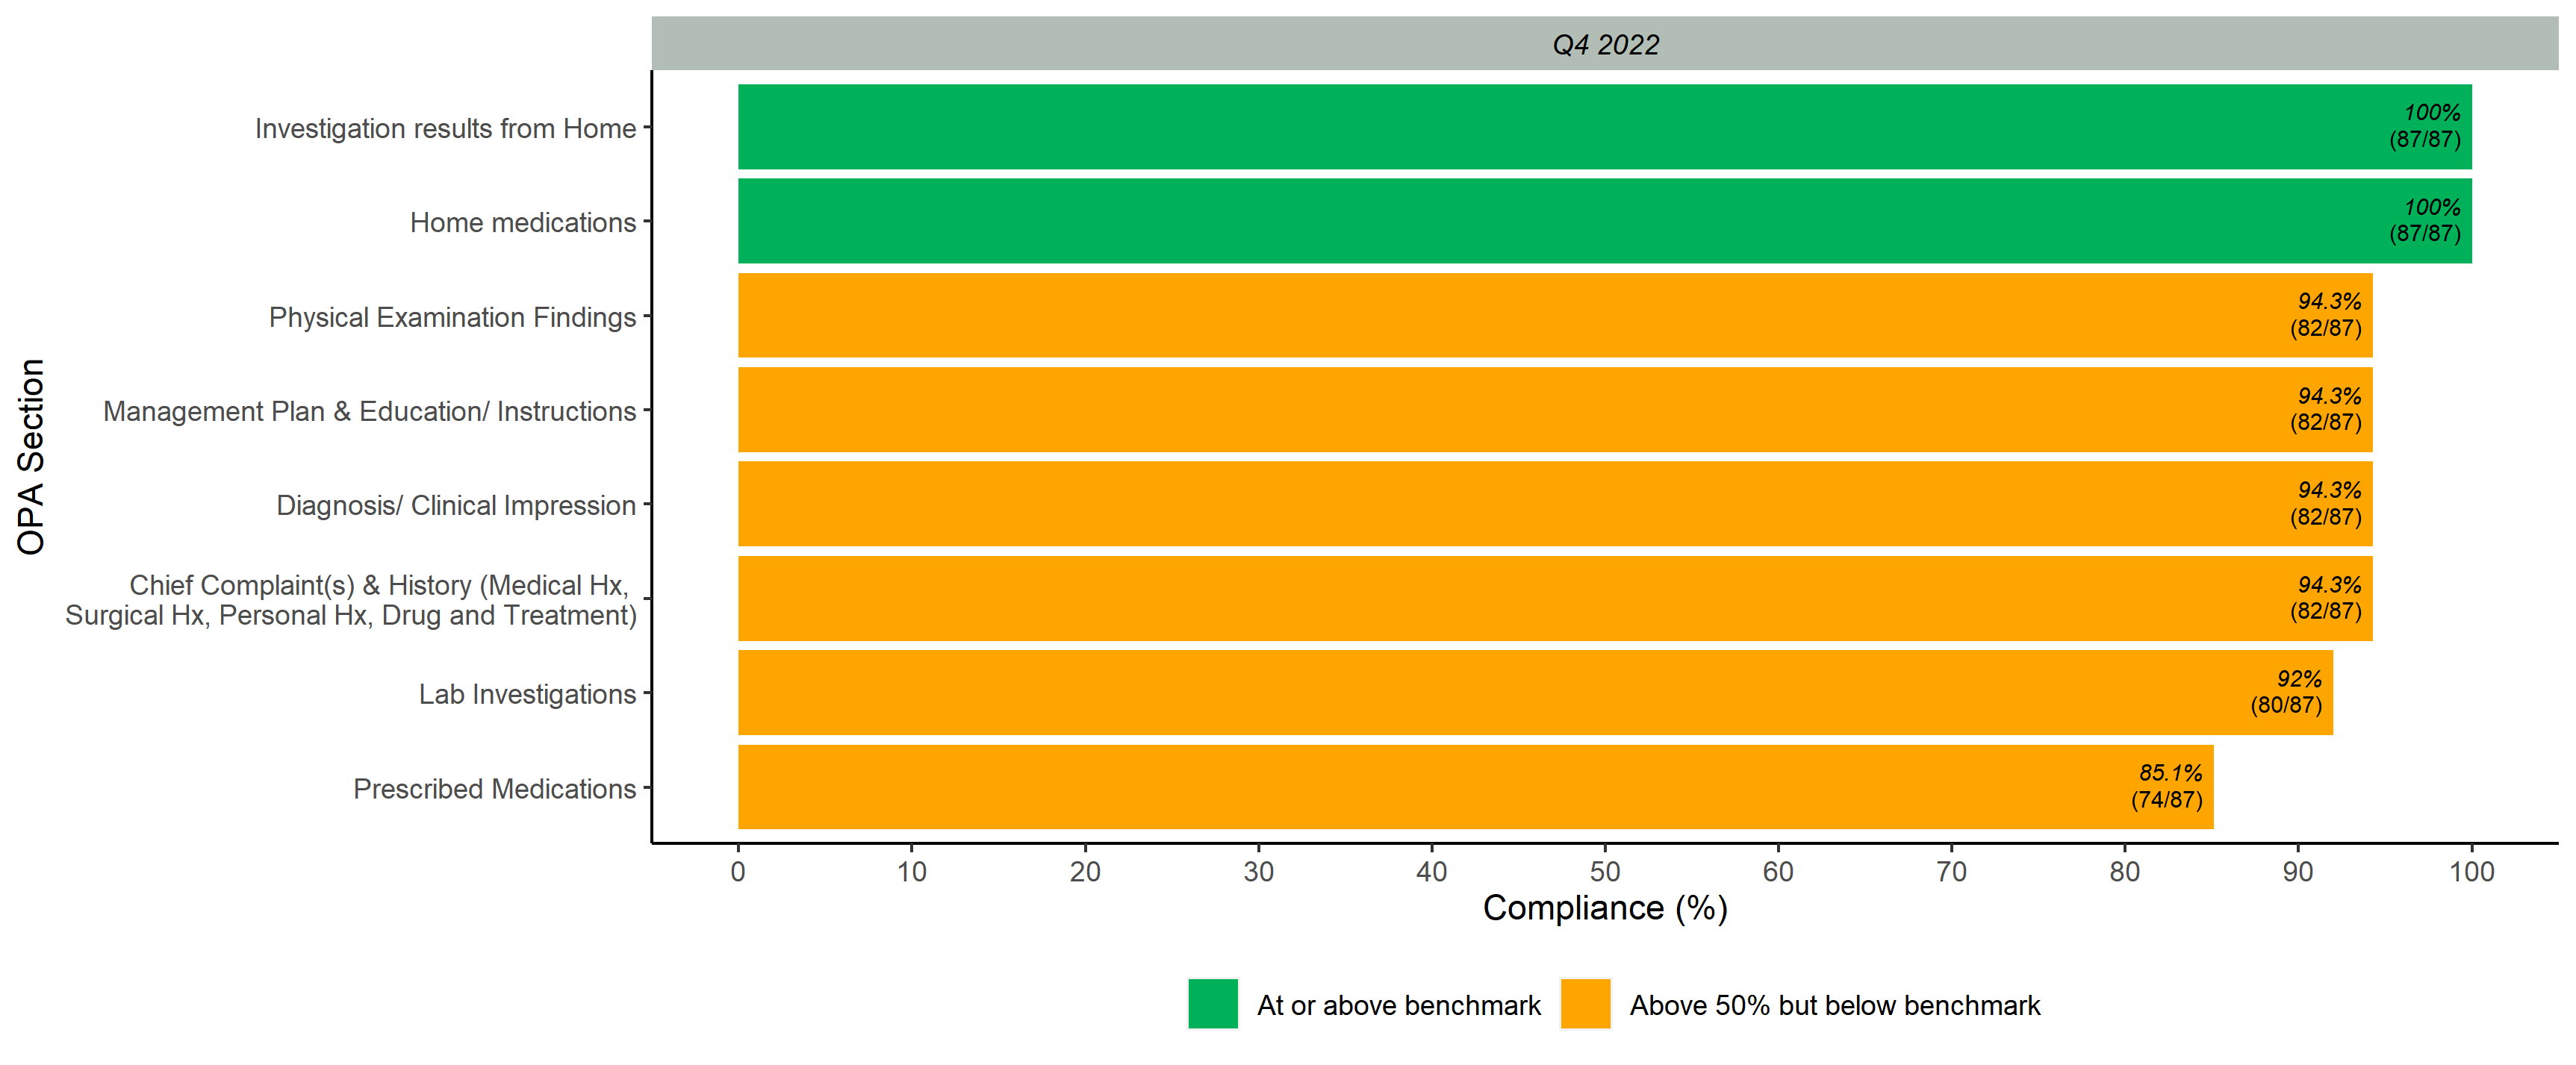 Q4 2022
Investigation results from Home
100%
(87/87)
Home medications
100%
(87/87)
Physical Examination Findings
94.3%
(82/87)
Management Plan & Education/ Instructions
94.3%
(82/87)
Diagnosis/ Clinical Impression
94.3%
(82/87)
Chief Complaint(s) & History (Medical Hx,
Surgical Hx, Personal Hx, Drug and Treatment)
94.3%
(82/87)
Lab Investigations
92%
(80/87)
Prescribed Medications
85.1%
(74/87)
OPA Section
0 10 20 30 40 50 60 70 80 90 100
Compliance (%)
At or above benchmark
Above 50% but below benchmark